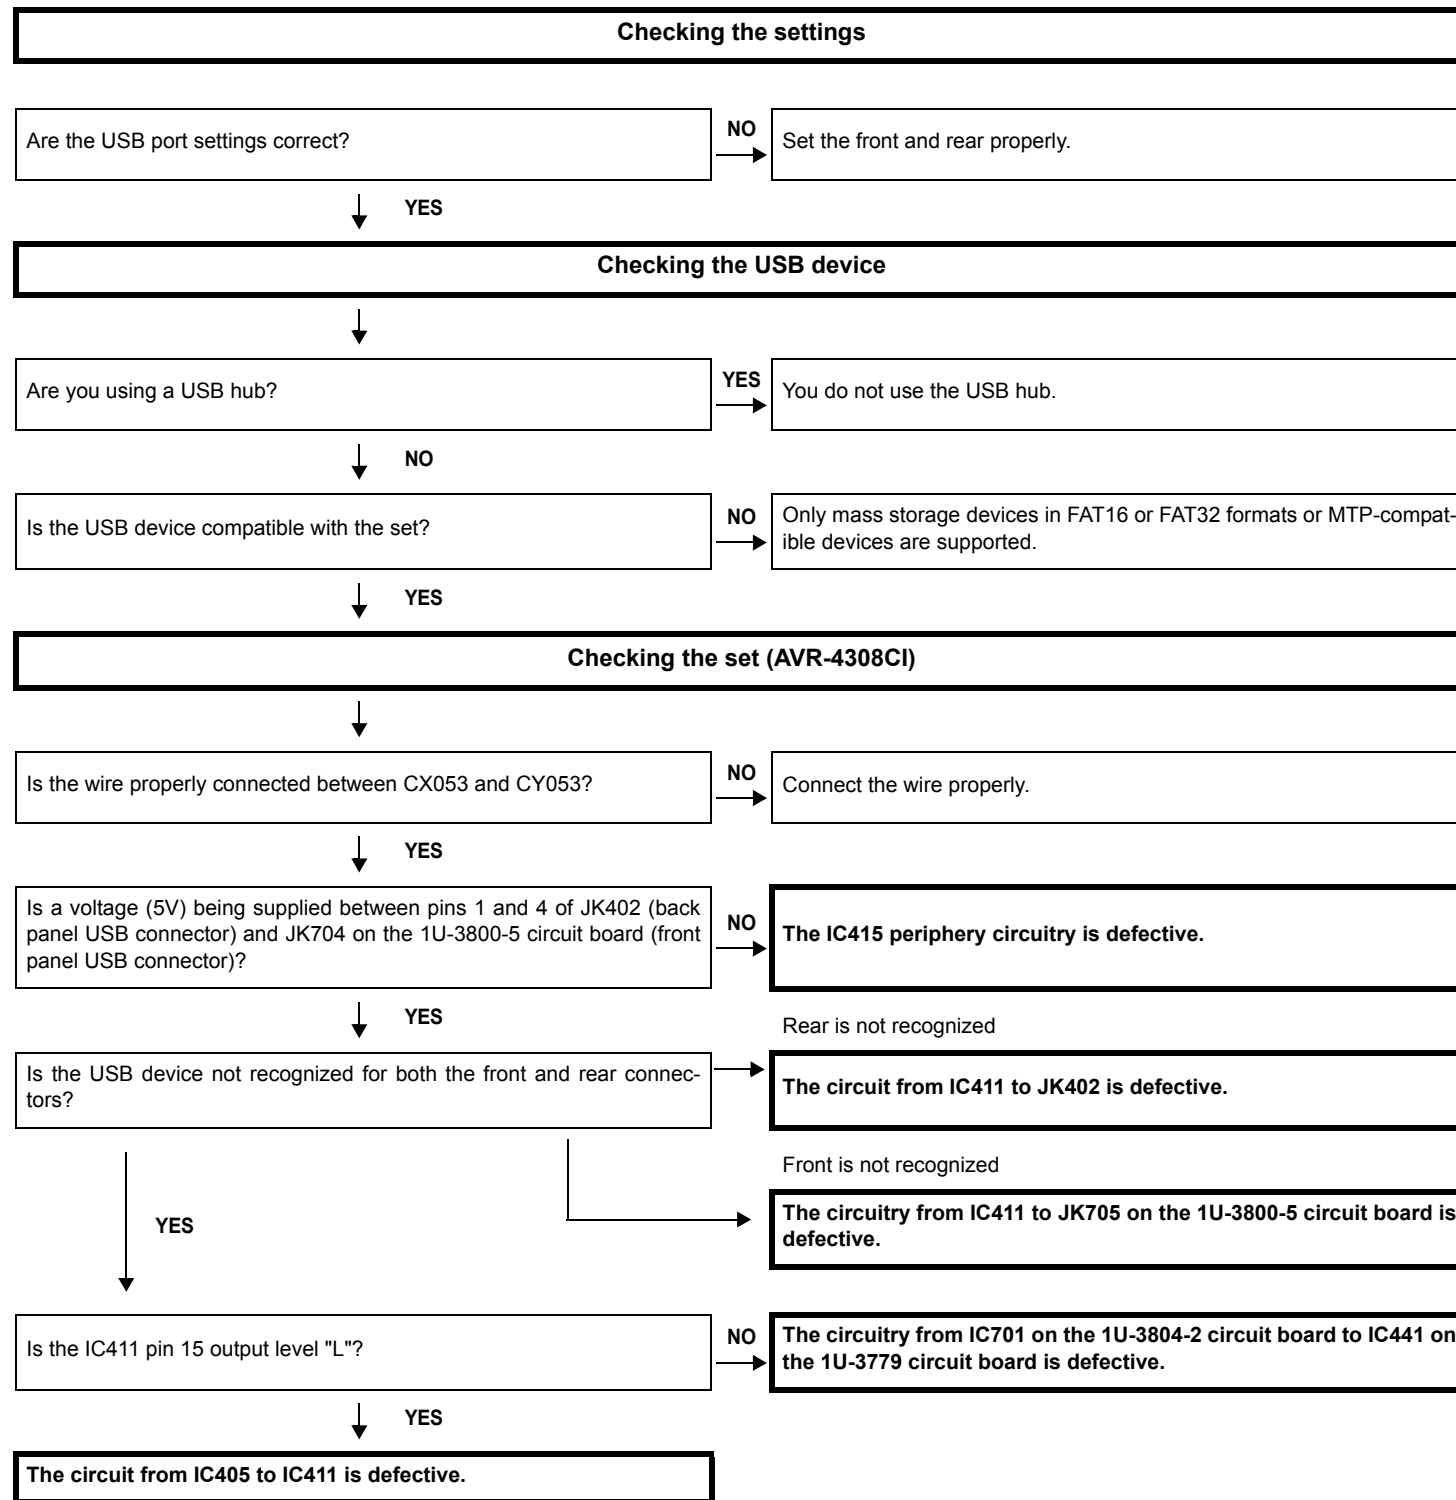 Checking the settings
Are the USB port settings correct?
NO
Set the front and rear properly.
YES
Checking the USB device
Are you using a USB hub?
YES
You do not use the USB hub.
NO
Is the USB device compatible with the set?
NO
Only mass storage devices in FAT16 or FAT32 formats or MTP-compat-
ible devices are supported.
YES
Checking the set (AVR-4308CI)
Is the wire properly connected between CX053 and CY053?
NO
Connect the wire properly.
YES
Is a voltage (5V) being supplied between pins 1 and 4 of JK402 (back
panel USB connector) and JK704 on the 1U-3800-5 circuit board (front
panel USB connector)?
NO
The IC415 periphery circuitry is defective.
YES
Rear is not recognized
Is the USB device not recognized for both the front and rear connec-
tors?
The circuit from IC411 to JK402 is defective.
Front is not recognized
The circuitry from IC411 to JK705 on the 1U-3800-5 circuit board is
defective.
YES
Is the IC411 pin 15 output level "L"?
NO
The circuitry from IC701 on the 1U-3804-2 circuit board to IC441 on
the 1U-3779 circuit board is defective.
YES
The circuit from IC405 to IC411 is defective.